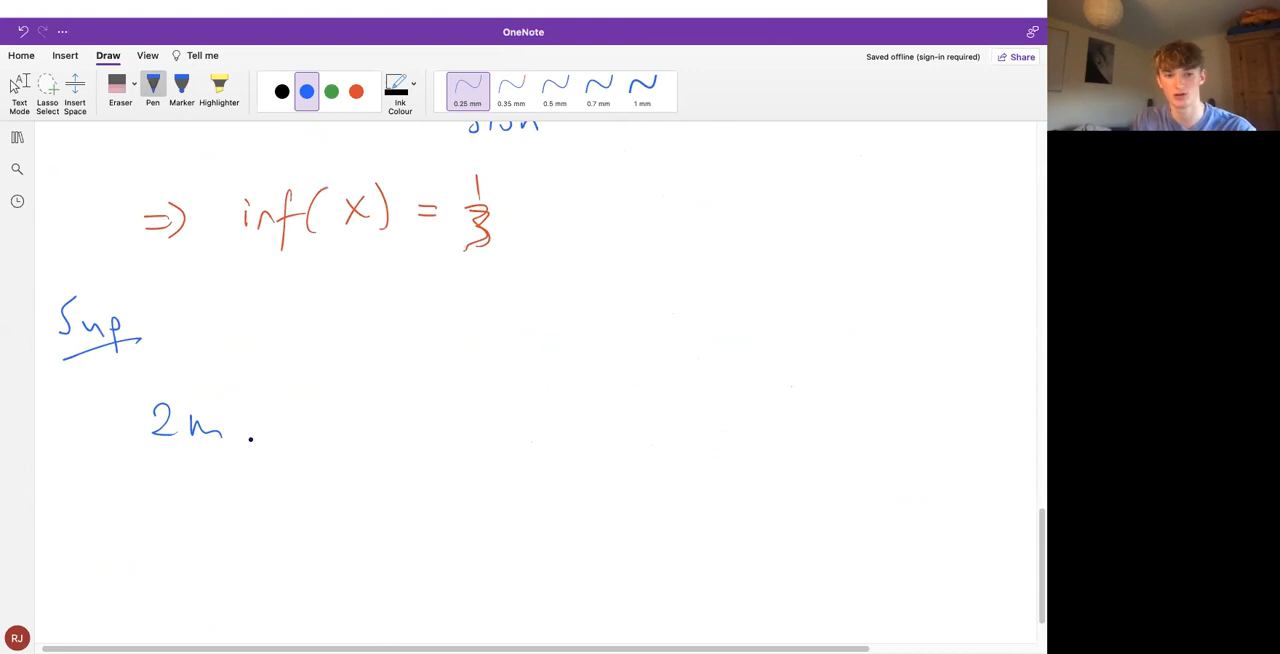 OneNote
Home Insert Draw View Tell me
Saved offline (sign-in required) Share
Text Mode
Lasso Select
Insert Space
Eraser
Pen
Marker
Highlighter
Ink Colour
0.25 mm
0.35 mm
0.5 mm
0.7 mm
1 mm
⇒ inf(X) = 1/3
Sup
2m
RJ